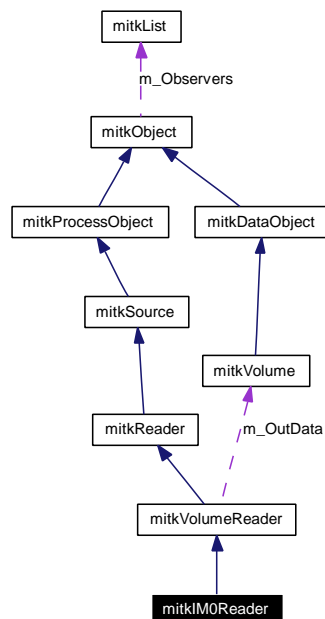 mitkList
m_Observers
mitkObject
mitkProcessObject
mitkDataObject
mitkSource
mitkVolume
mitkReader
m_OutData
mitkVolumeReader
mitkIM0Reader